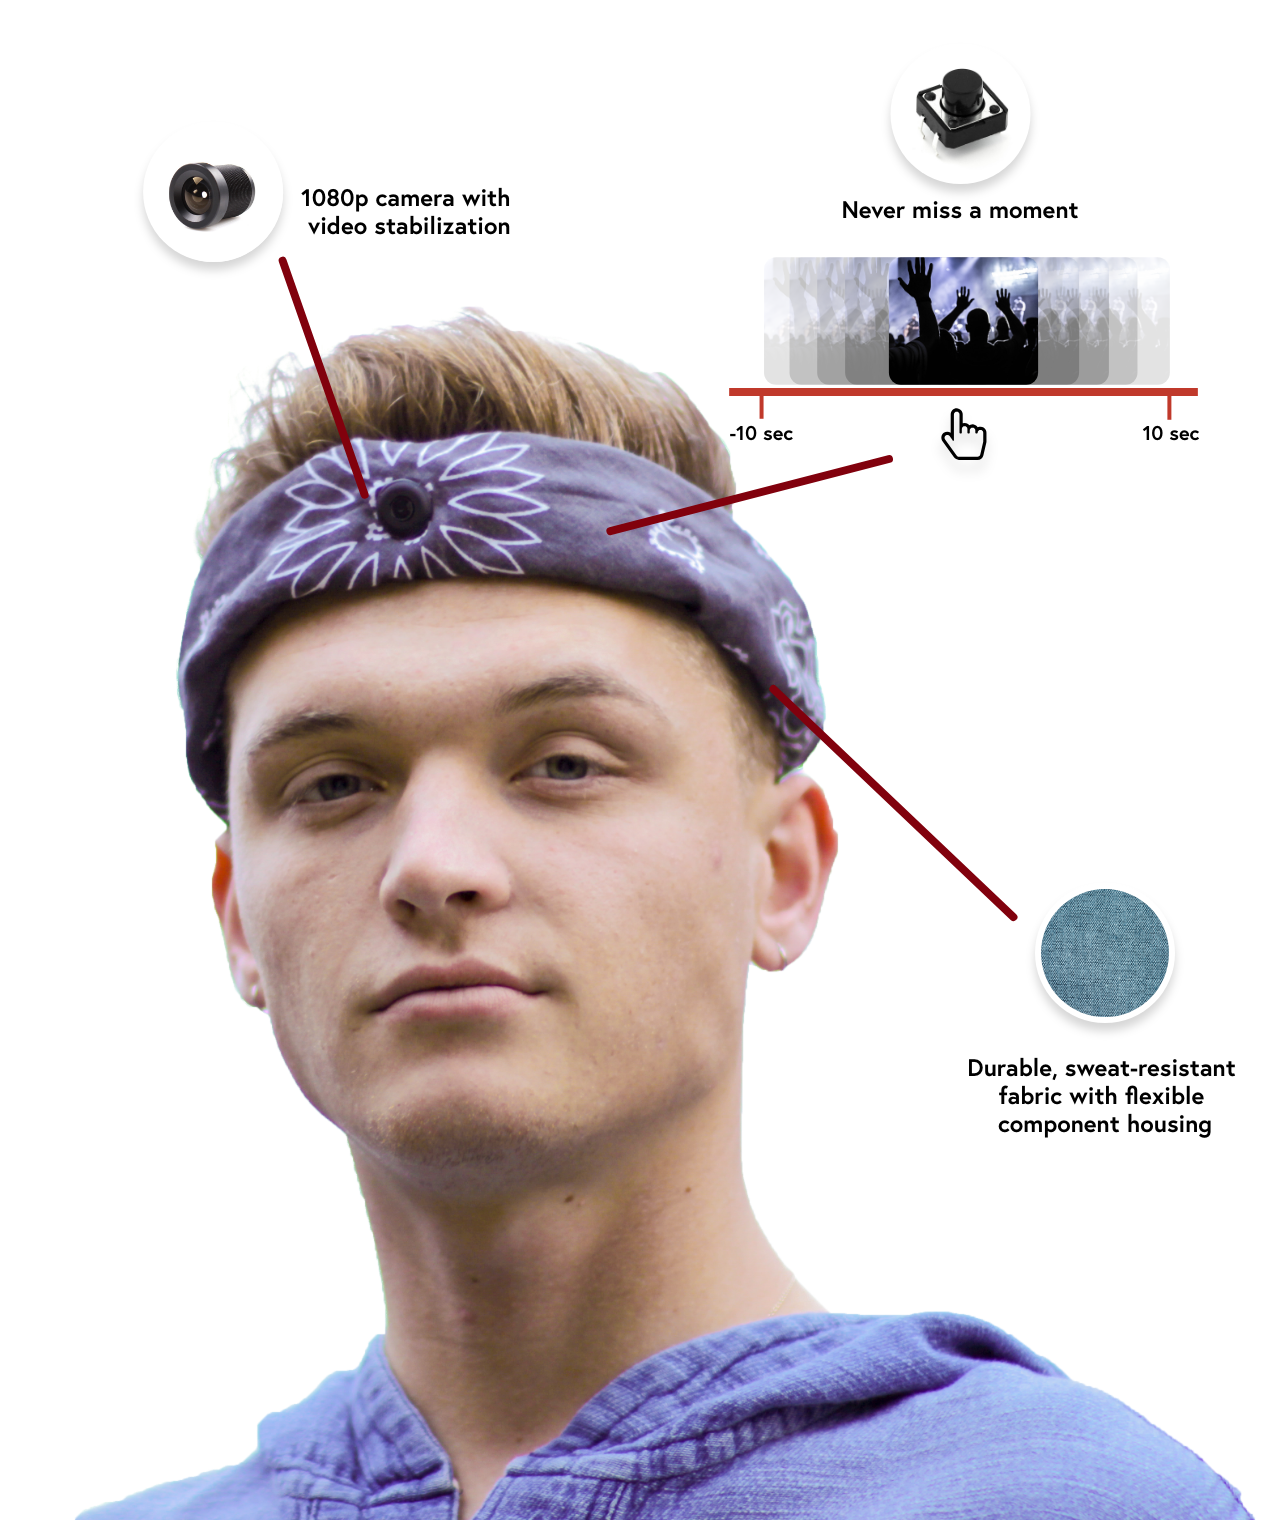 1080p camera with
video stabilization
Never miss a moment
-10 sec
10 sec
Durable, sweat-resistant
fabric with flexible
component housing